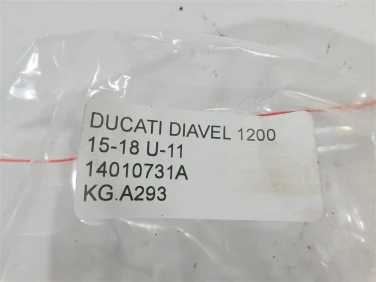 DUCATI DIAVEL 1200
15-18 U-11
14010731A
KG.A293